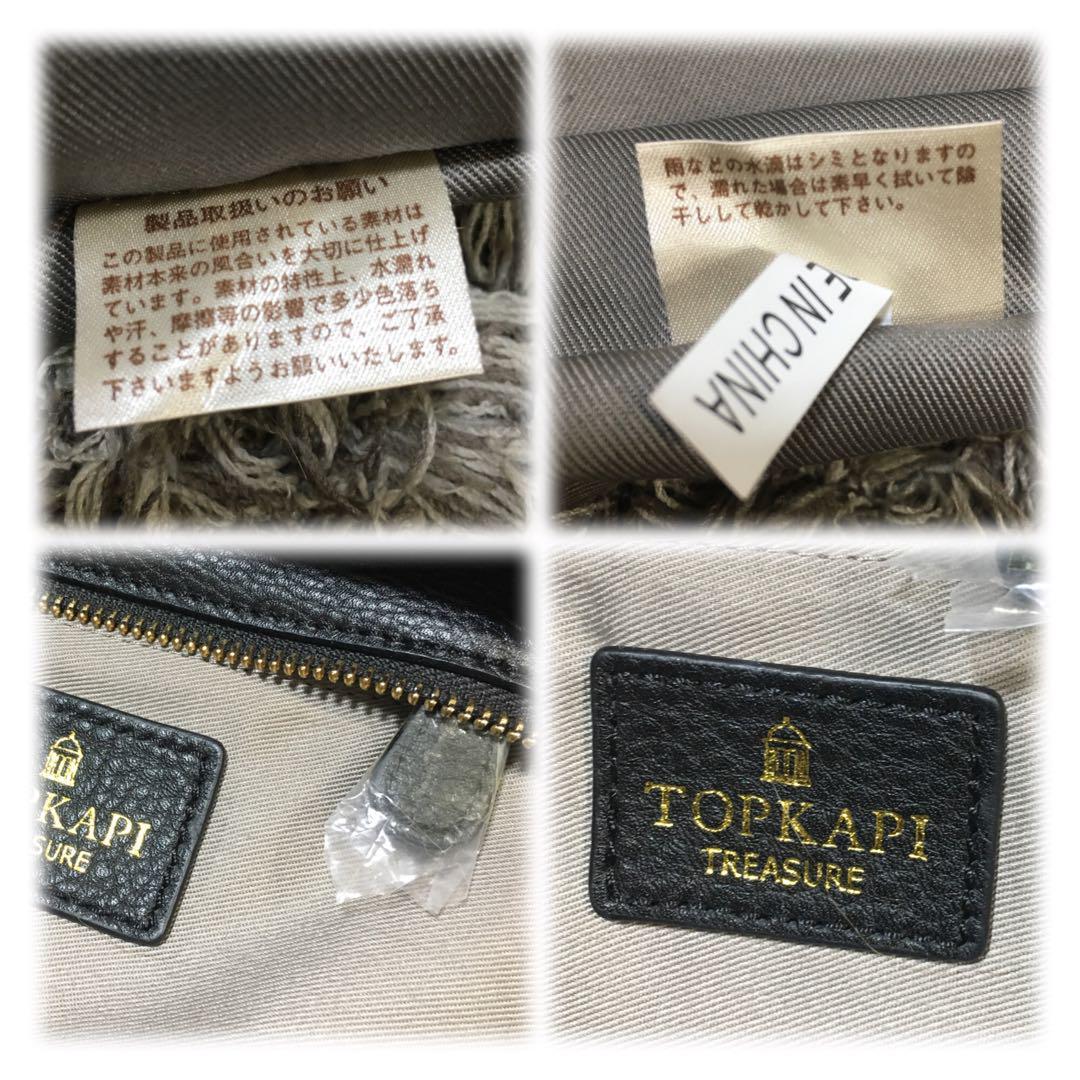 製品取扱いのお願い
この製品に使用されている素材は
素材本来の風合いを大切に仕上げ
ています。素材の特性上、水濡れ
や汗、摩擦等の影響で多少色落ち
することがありますので、ご了承
下さいますようお願いいたします。
雨などの水滴はシミとなりますの
で、濡れた場合は素早く拭いて陰
干しして乾かして下さい。
E IN CHINA
OPKAPI
SURE
TOPKAPI
TREASURE